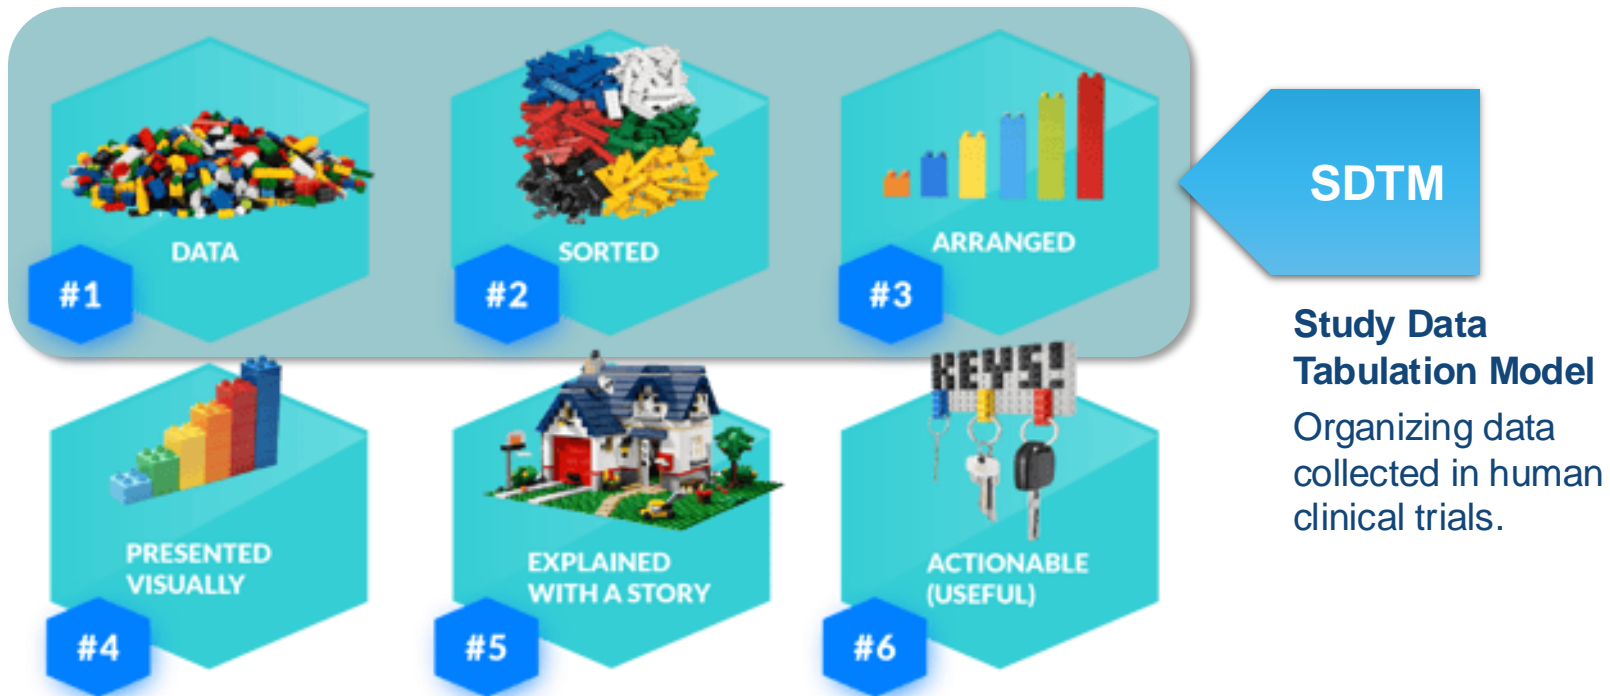 DATA
#1
SORTED
#2
ARRANGED
#3
SDTM
Study Data
Tabulation Model
Organizing data
collected in human
clinical trials.
PRESENTED
VISUALLY
#4
EXPLAINED
WITH A STORY
#5
KEYS!
ACTIONABLE
(USEFUL)
#6